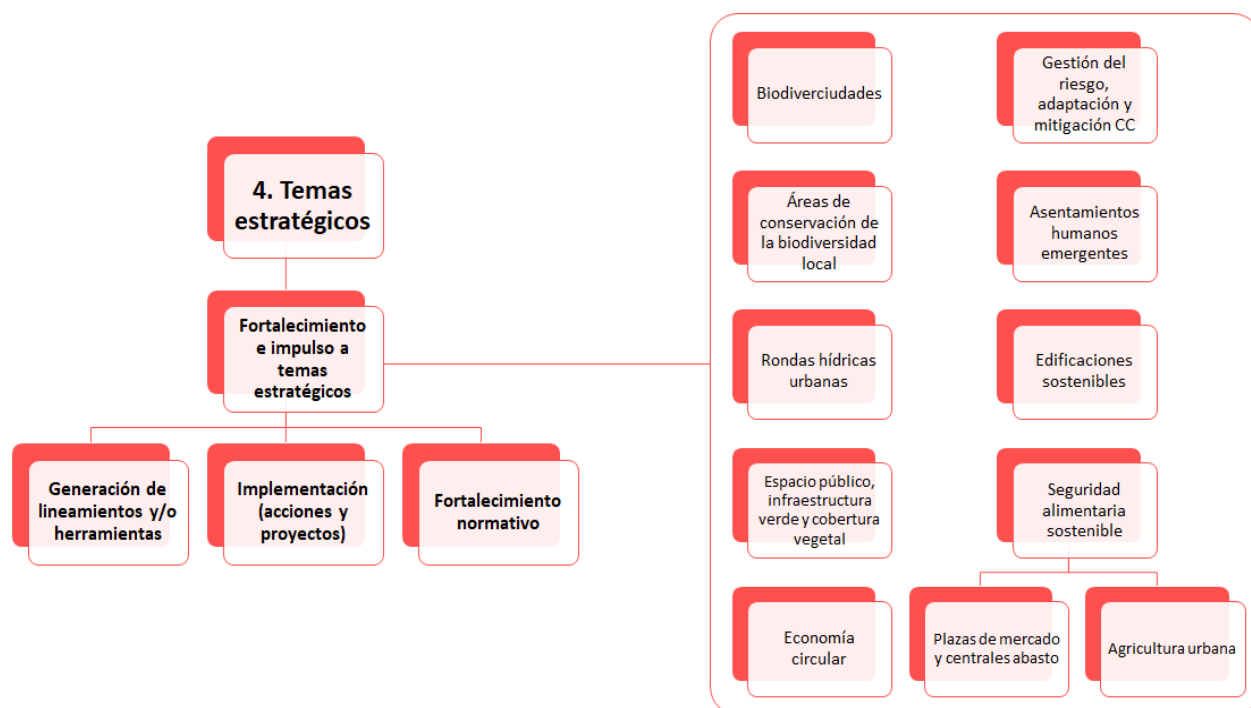 4. Temas
estratégicos
Fortalecimiento
e impulso a
temas
estratégicos
Generación de
lineamientos y/o
herramientas
Implementación
(acciones y
proyectos)
Fortalecimiento
normativo
Biodiverciudades
Gestión del
riesgo,
adaptación y
mitigación CC
Áreas de
conservación de
la biodiversidad
local
Asentamientos
humanos
emergentes
Rondas hídricas
urbanas
Edificaciones
sostenibles
Espacio público,
infraestructura
verde y cobertura
vegetal
Seguridad
alimentaria
sostenible
Economía
circular
Plazas de mercado
y centrales abasto
Agricultura urbana